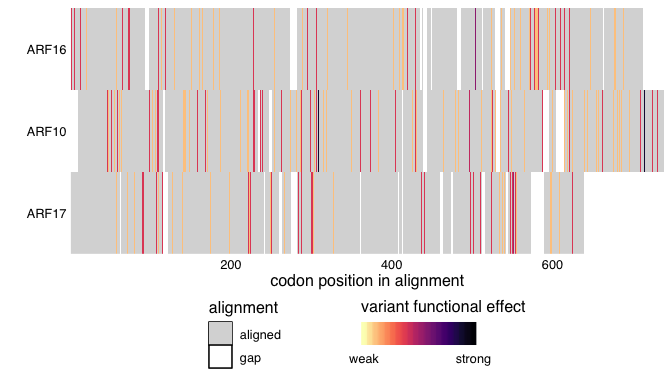 ARF16
ARF10
ARF17
200 400 600
codon position in alignment
alignment variant functional effect
aligned
gap weak strong